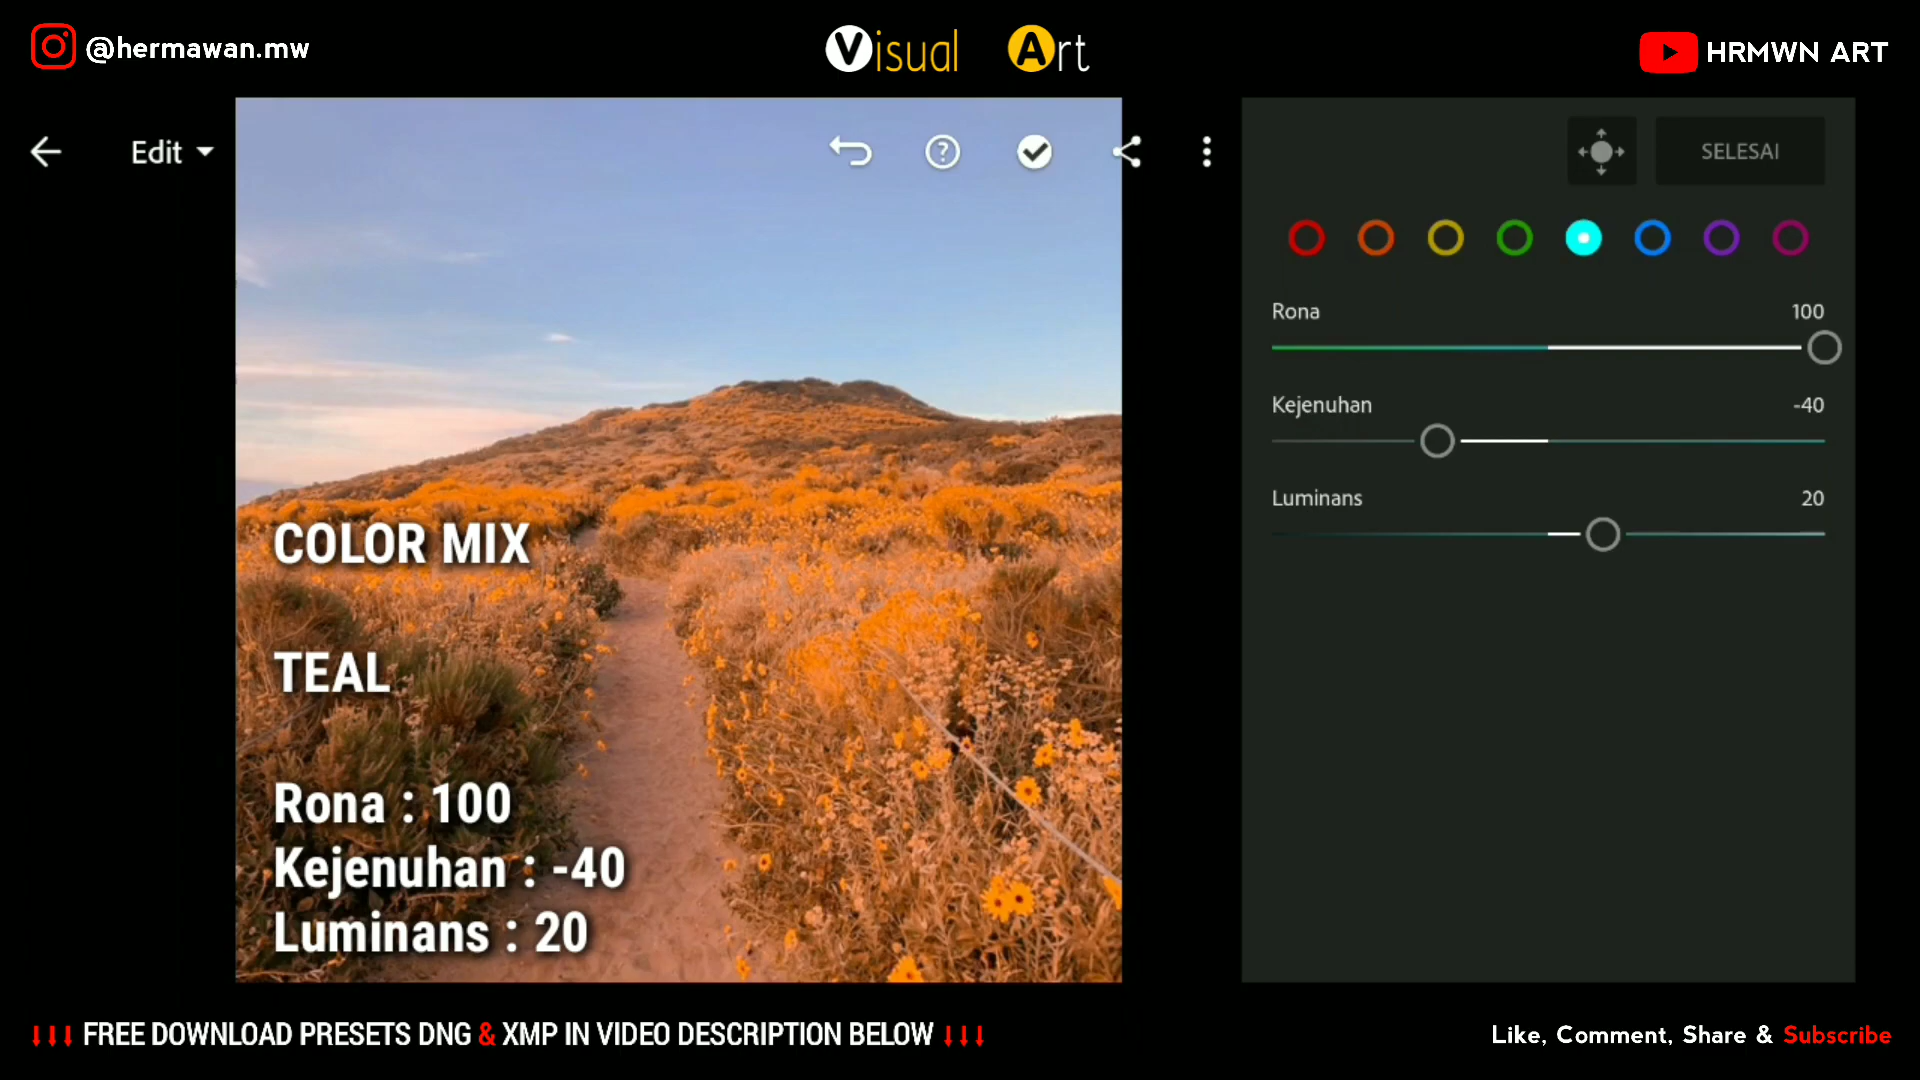 @hermawan.mw
Visual Art
HRMWN ART
Edit
SELESAI
Rona 100
Kejenuhan -40
Luminans 20
COLOR MIX
TEAL
Rona : 100
Kejenuhan : -40
Luminans : 20
FREE DOWNLOAD PRESETS DNG & XMP IN VIDEO DESCRIPTION BELOW
Like, Comment, Share & Subscribe